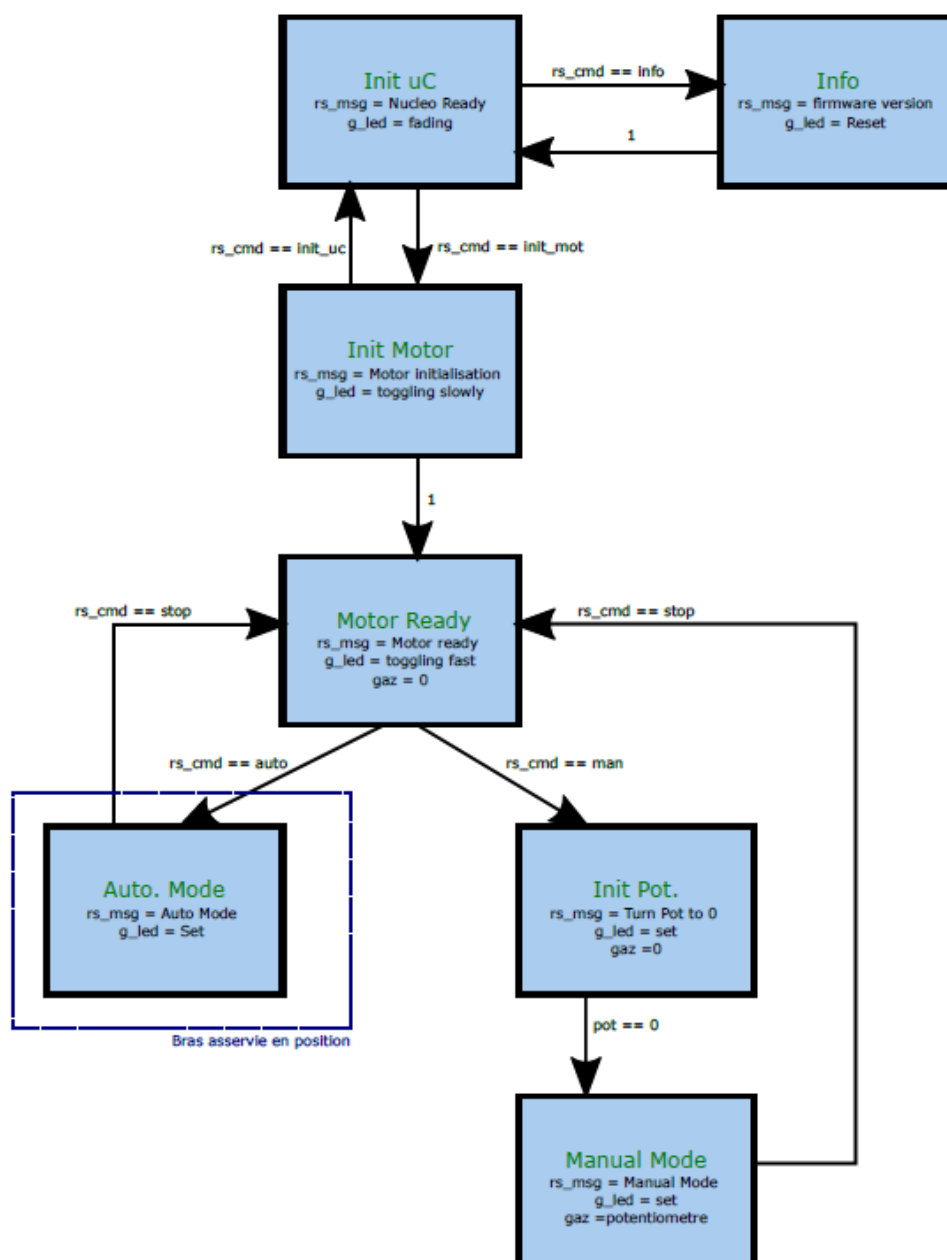 Init uC
rs_msg = Nucleo Ready
g_led = fading
rs_cmd == info
Info
rs_msg = firmware version
g_led = Reset
1
rs_cmd == init_uc
rs_cmd == init_mot
Init Motor
rs_msg = Motor initialisation
g_led = toggling slowly
1
rs_cmd == stop
Motor Ready
rs_msg = Motor ready
g_led = toggling fast
gaz = 0
rs_cmd == stop
rs_cmd == auto
rs_cmd == man
Auto. Mode
rs_msg = Auto Mode
g_led = Set
Bras asservie en position
Init Pot.
rs_msg = Turn Pot to 0
g_led = set
gaz =0
pot == 0
Manual Mode
rs_msg = Manual Mode
g_led = set
gaz =potentiometre